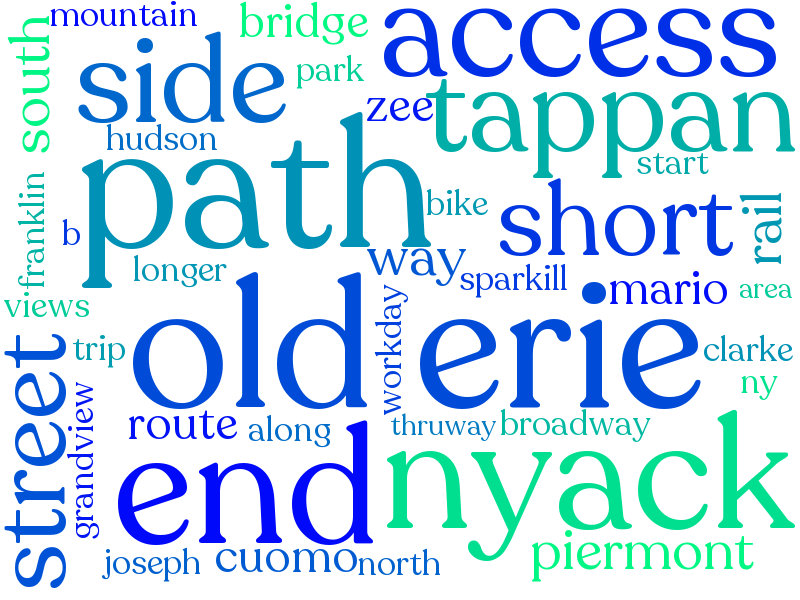 mountain
bridge
access
south
side
park
zee
tappan
hudson
start
path
franklin
bike
short
rail
b
way
longer
sparkill
mario
area
views
workday
old
erie
street
trip
clarke
ny
grandview
route
along
thruway
broadway
end
nyack
piermont
joseph
cuomo
north